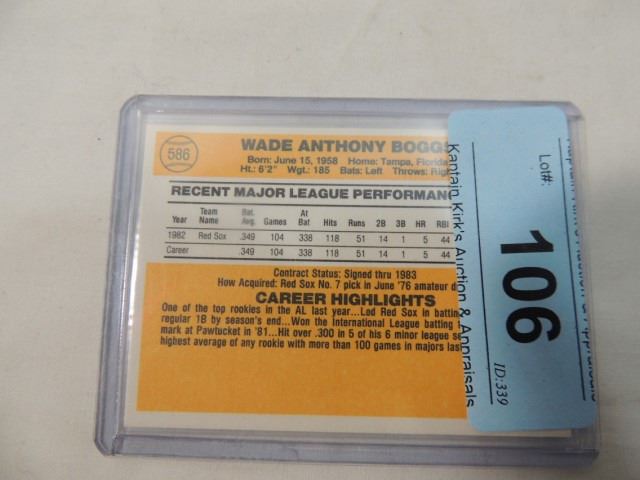 586
WADE ANTHONY BOGGS
Born: June 15, 1958 Home: Tampa, Florida
Ht.: 6'2" Wgt.: 185 Bats: Left Throws: Rig
RECENT MAJOR LEAGUE PERFORMAN
Year Team Name Bat. Avg. Games At Bat Hits Runs 2B 3B HR RBI
1982 Red Sox .349 104 338 118 51 14 1 5 44
Career .349 104 338 118 51 14 1 5 44
Contract Status: Signed thru 1983
How Acquired: Red Sox No. 7 pick in June '76 amateur d
CAREER HIGHLIGHTS
One of the top rookies in the AL last year...Led Red Sox in battin
regular 18 by season's end...Won the International League batting
mark at Pawtucket in '81...Hit over .300 in 5 of his 6 minor league se
highest average of any rookie with more than 100 games in majors las
Kaptain Kirk's Auction & Appraisals
Lot#:
106
ID:339